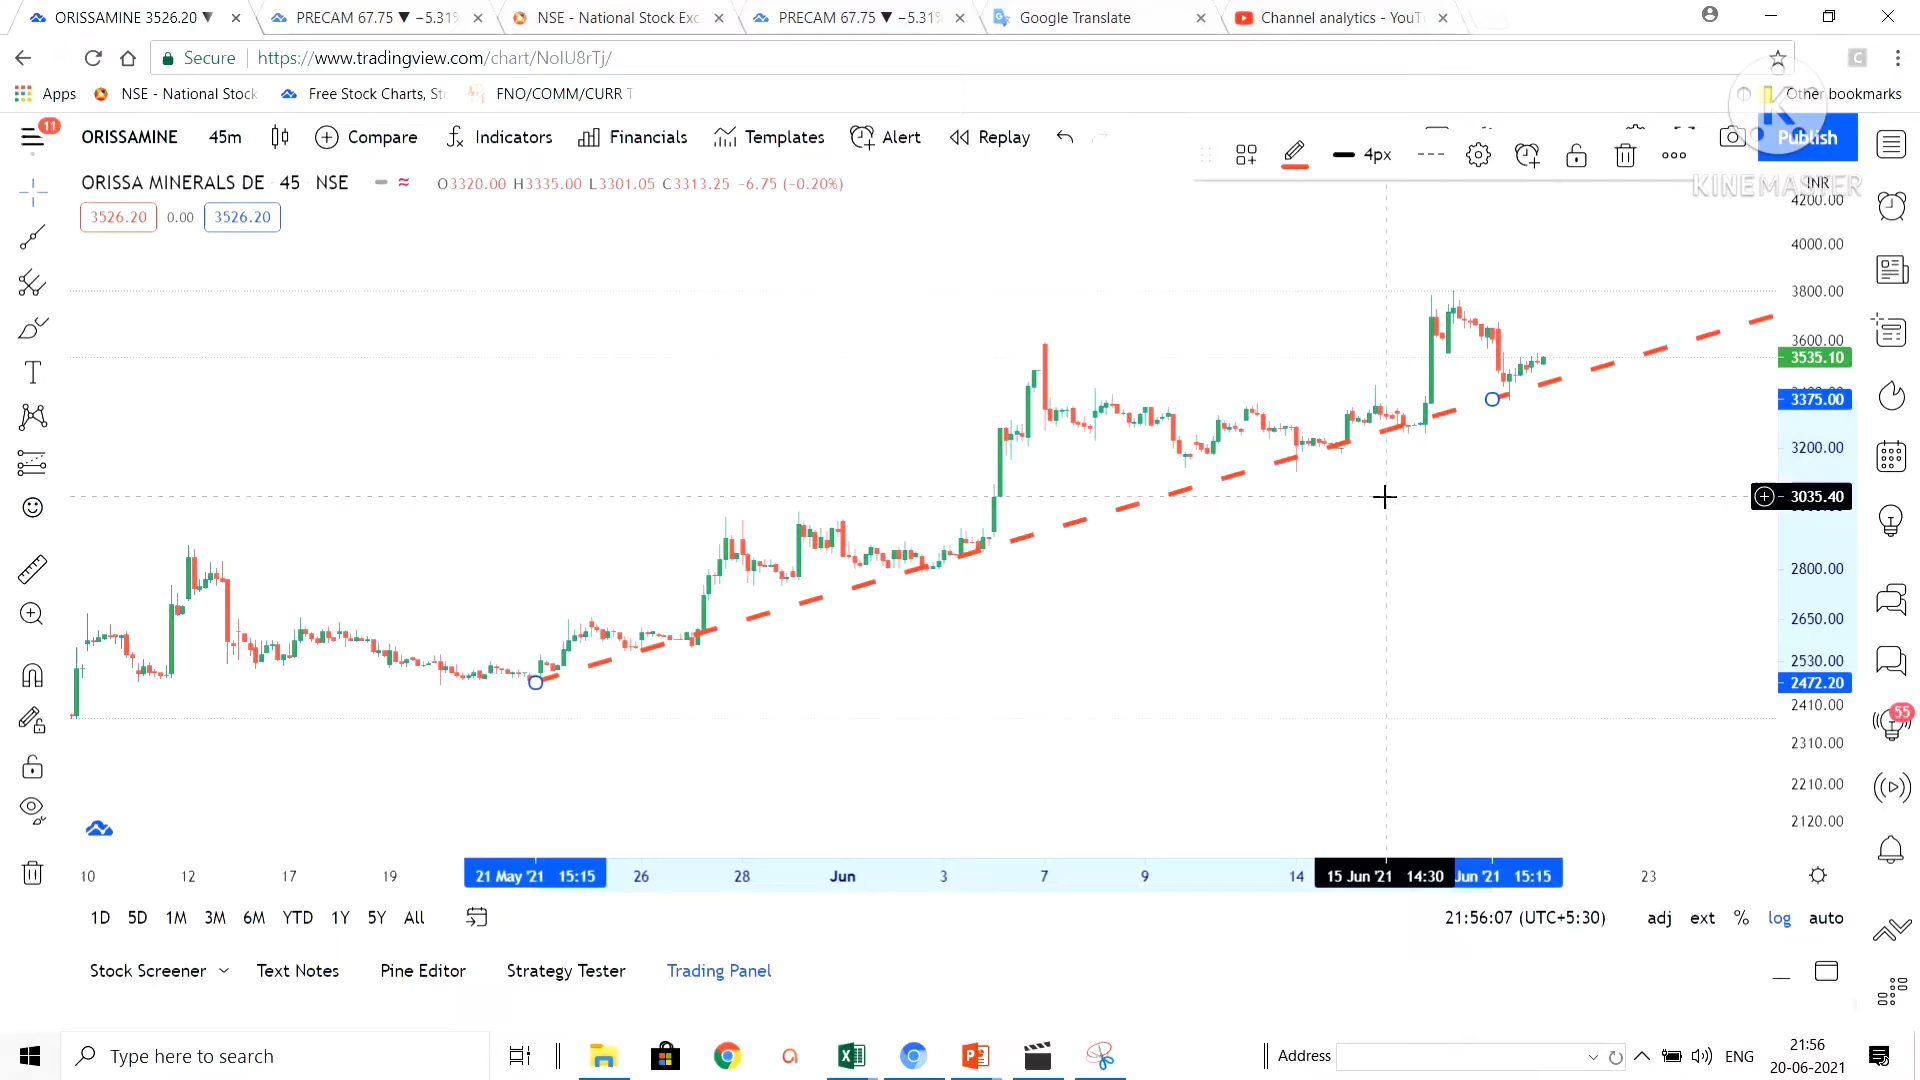 ORISSAMINE 3526.20 ▼
PRECAM 67.75 ▼ −5.31%
NSE - National Stock Exc
PRECAM 67.75 ▼ −5.31%
Google Translate
Channel analytics - YouT
Secure
https://www.tradingview.com/chart/NoIU8rTj/
Apps
NSE - National Stock
Free Stock Charts, St
FNO/COMM/CURR T
Other bookmarks
11
ORISSAMINE
45m
Compare
Indicators
Financials
Templates
Alert
Replay
4px
Publish
K
KINEMASTER
ORISSA MINERALS DE 45 NSE
O3320.00 H3335.00 L3301.05 C3313.25 −6.75 (−0.20%)
INR
3526.20
0.00
3526.20
4200.00
4000.00
3800.00
3600.00
3535.10
3375.00
3200.00
3035.40
2800.00
2650.00
2530.00
2472.20
2410.00
2310.00
2210.00
2120.00
55
10
12
17
19
21 May '21 15:15
26
28
Jun
3
7
9
14
15 Jun '21 14:30
Jun '21 15:15
23
1D 5D 1M 3M 6M YTD 1Y 5Y All
21:56:07 (UTC+5:30)
adj ext % log auto
Stock Screener
Text Notes
Pine Editor
Strategy Tester
Trading Panel
Type here to search
Address
ENG
21:56
20-06-2021